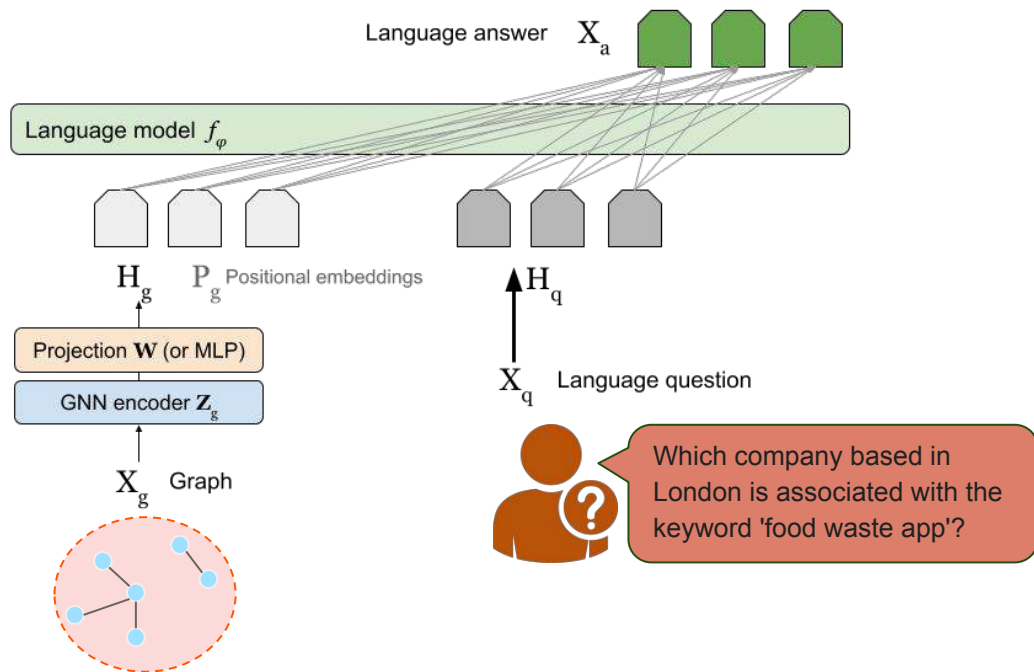 Language answer X_a
Language model f_φ
H_g P_g Positional embeddings
H_q
Projection W (or MLP)
GNN encoder Z_g
X_q Language question
X_g Graph
?
Which company based in
London is associated with the
keyword 'food waste app'?